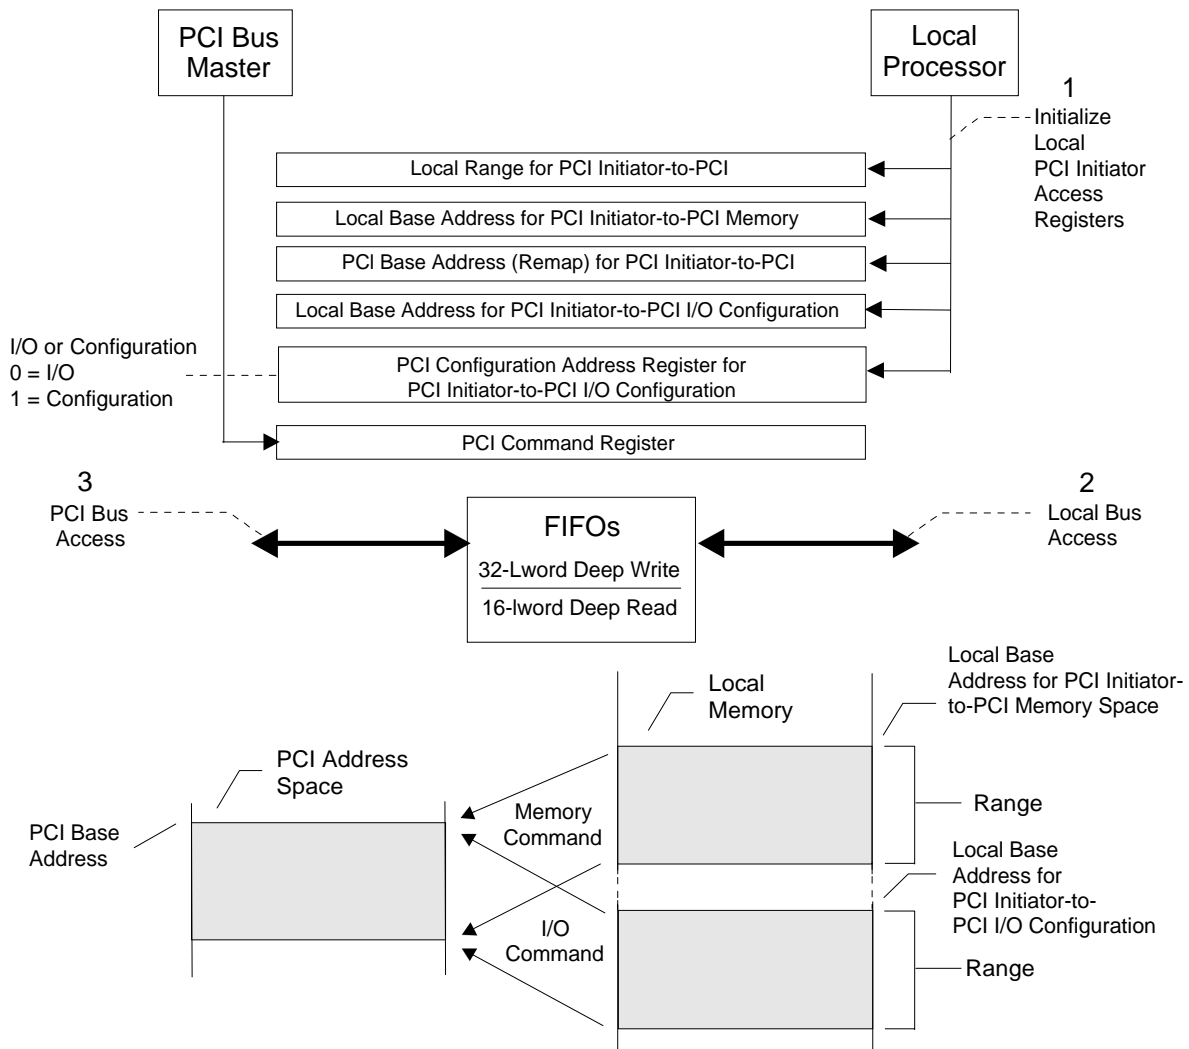 PCI Bus
Master
Local
Processor
1
Initialize
Local
PCI Initiator
Access
Registers
Local Range for PCI Initiator-to-PCI
Local Base Address for PCI Initiator-to-PCI Memory
PCI Base Address (Remap) for PCI Initiator-to-PCI
Local Base Address for PCI Initiator-to-PCI I/O Configuration
I/O or Configuration
0 = I/O
1 = Configuration
PCI Configuration Address Register for
PCI Initiator-to-PCI I/O Configuration
PCI Command Register
3
PCI Bus
Access
FIFOs
32-Lword Deep Write
16-lword Deep Read
2
Local Bus
Access
Local Base
Address for PCI Initiator-
to-PCI Memory Space
Local
Memory
PCI Address
Space
PCI Base
Address
Memory
Command
Range
Local Base
Address for
PCI Initiator-to-
PCI I/O Configuration
I/O
Command
Range